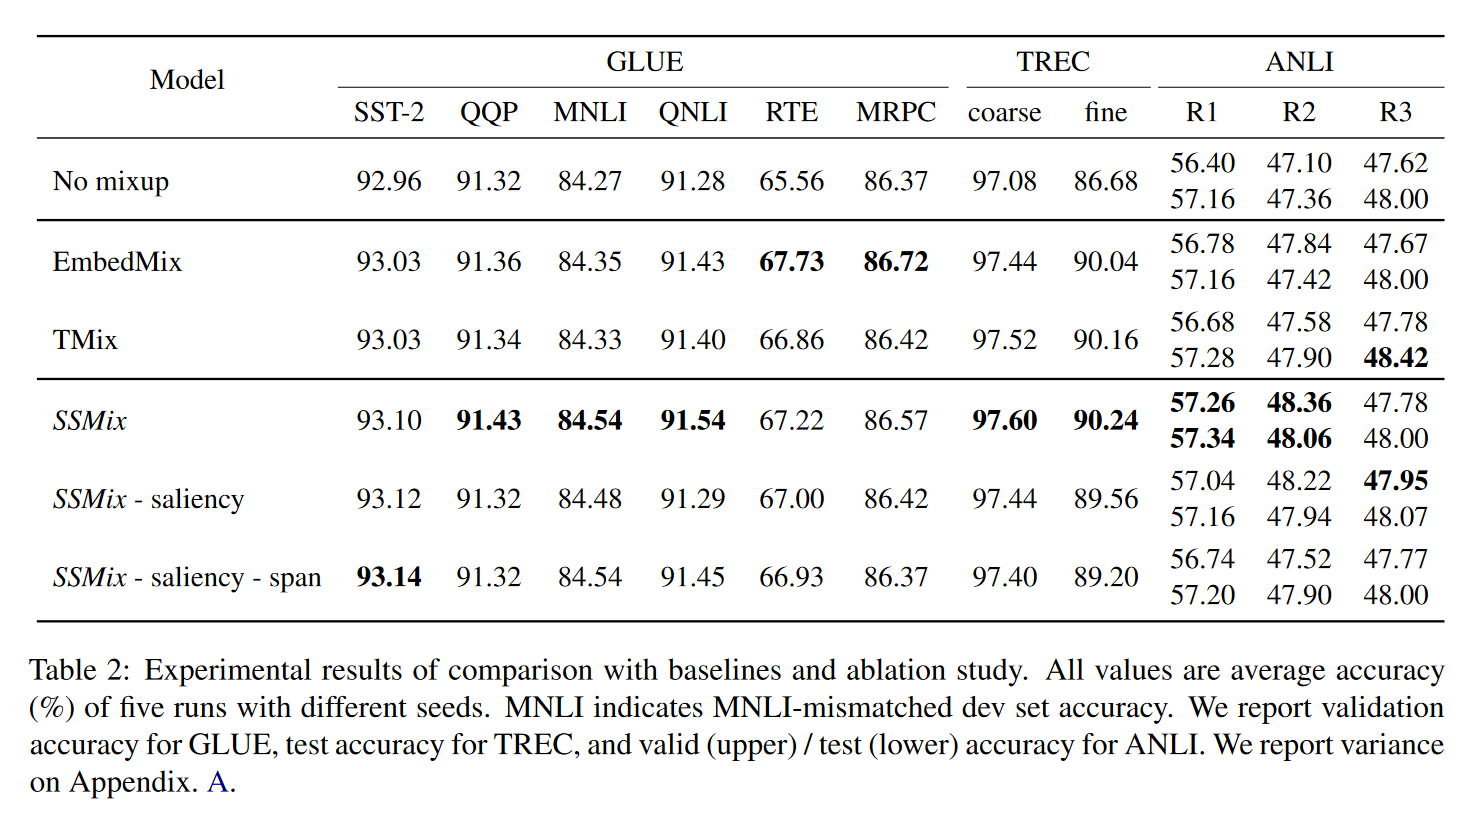 Model GLUE TREC ANLI
SST-2 QQP MNLI QNLI RTE MRPC coarse fine R1 R2 R3
No mixup 92.96 91.32 84.27 91.28 65.56 86.37 97.08 86.68 56.40 47.10 47.62
57.16 47.36 48.00
EmbedMix 93.03 91.36 84.35 91.43 67.73 86.72 97.44 90.04 56.78 47.84 47.67
57.16 47.42 48.00
TMix 93.03 91.34 84.33 91.40 66.86 86.42 97.52 90.16 56.68 47.58 47.78
57.28 47.90 48.42
SSMix 93.10 91.43 84.54 91.54 67.22 86.57 97.60 90.24 57.26 48.36 47.78
57.34 48.06 48.00
SSMix - saliency 93.12 91.32 84.48 91.29 67.00 86.42 97.44 89.56 57.04 48.22 47.95
57.16 47.94 48.07
SSMix - saliency - span 93.14 91.32 84.54 91.45 66.93 86.37 97.40 89.20 56.74 47.52 47.77
57.20 47.90 48.00
Table 2: Experimental results of comparison with baselines and ablation study. All values are average accuracy
(%) of five runs with different seeds. MNLI indicates MNLI-mismatched dev set accuracy. We report validation
accuracy for GLUE, test accuracy for TREC, and valid (upper) / test (lower) accuracy for ANLI. We report variance
on Appendix. A.